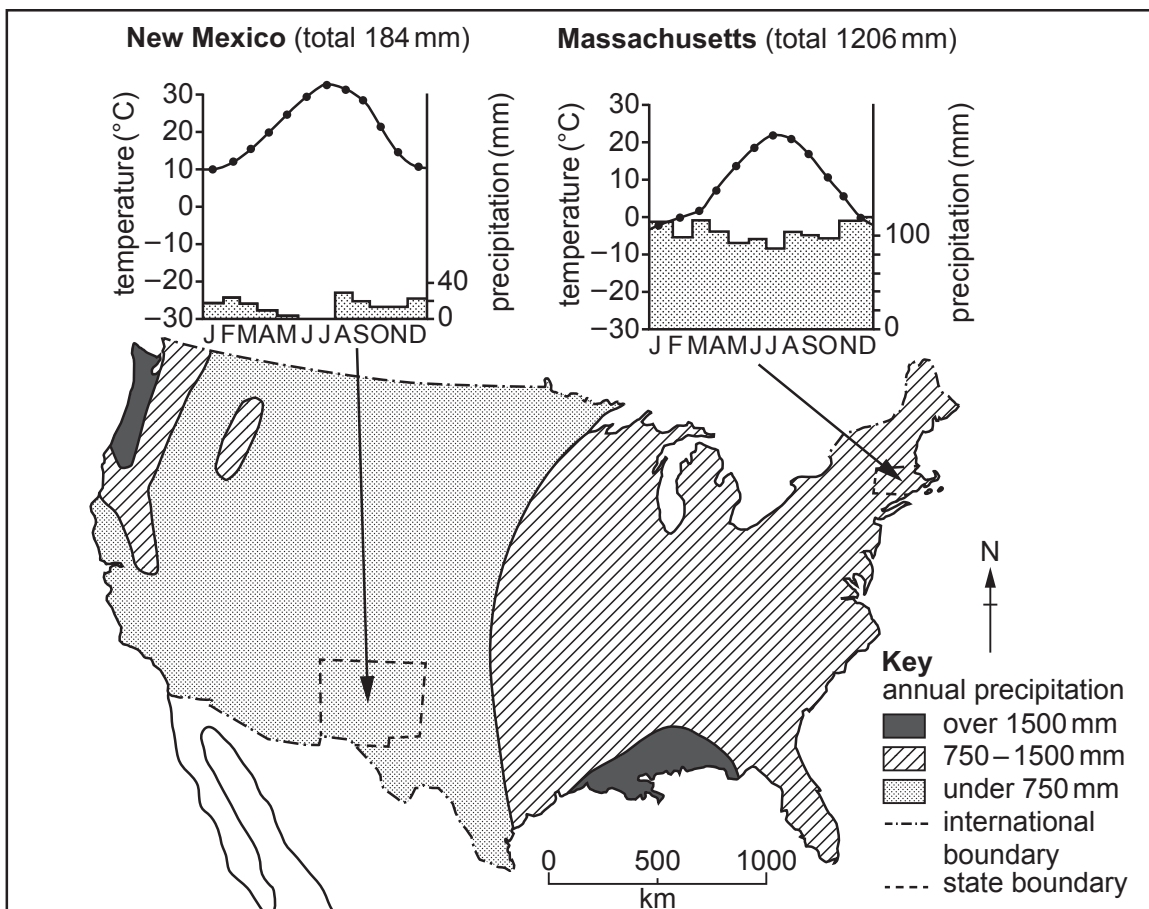 New Mexico (total 184 mm)
Massachusetts (total 1206 mm)
temperature (°C)
30
20
10
0
–10
–20
–30
precipitation (mm)
40
0
J F M A M J J A S O N D
temperature (°C)
30
20
10
0
–10
–20
–30
precipitation (mm)
100
0
J F M A M J J A S O N D
N
Key
annual precipitation
over 1500 mm
750 – 1500 mm
under 750 mm
international
boundary
state boundary
0 500 1000
km